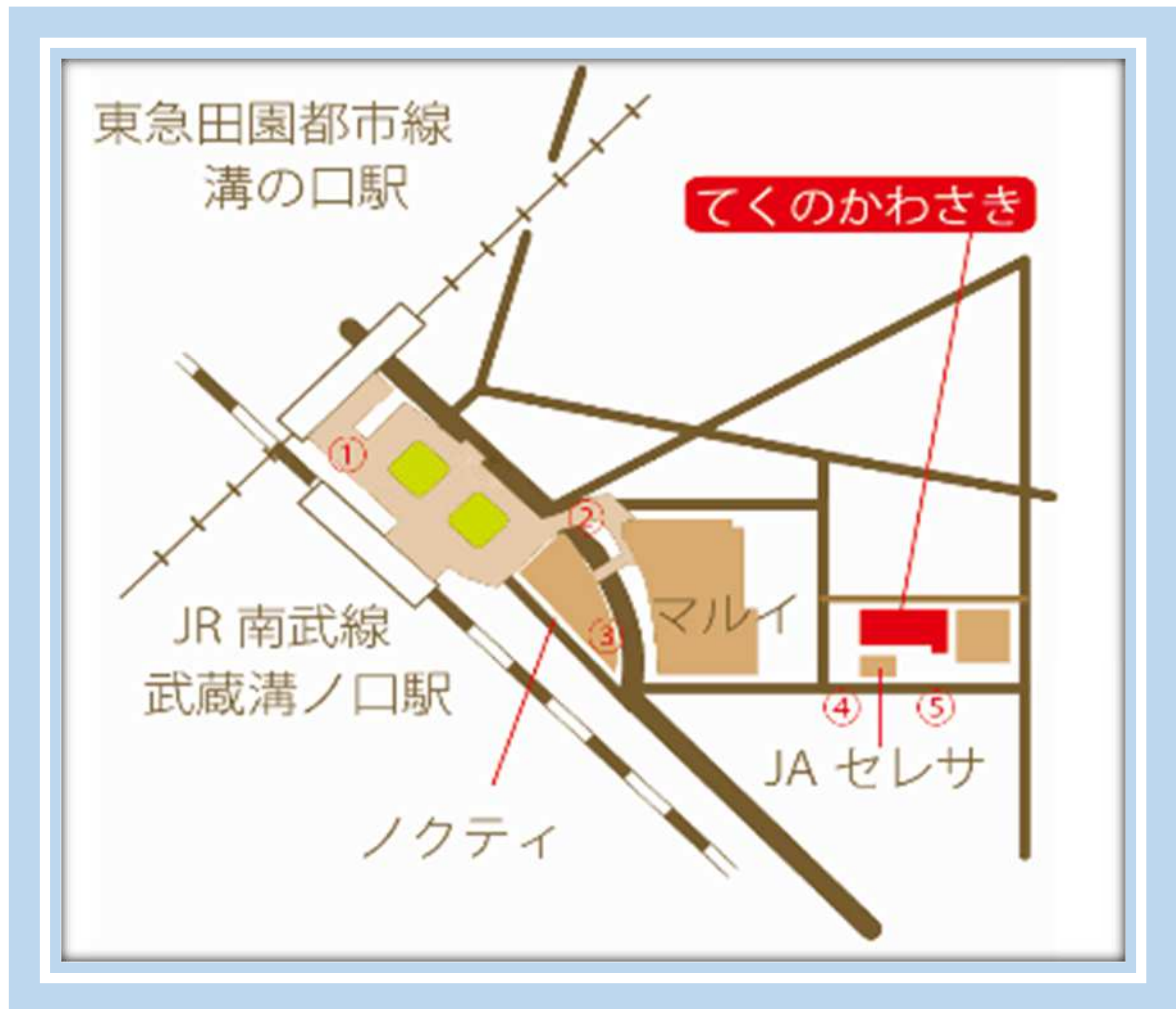 東急田園都市線
溝の口駅
てくのかわさき
①
②
マルイ
③
JR 南武線
武蔵溝ノ口駅
④
⑤
JA セレサ
ノクティ